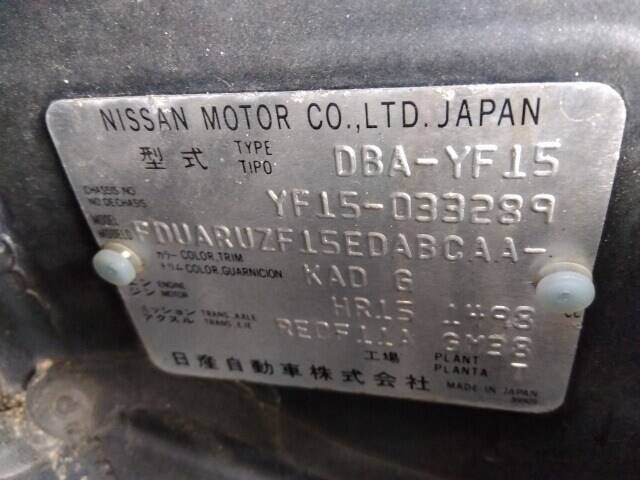 NISSAN MOTOR CO.,LTD. JAPAN
型式 TYPE TIPO DBA-YF15
CHASSIS NO NO.DECHASIS YF15-033289
MODEL MODELO FDUARUZF15EDABCAA-
カラー COLOR,TRIM トリム COLOR,GUARNICION KAD G
エンジン ENGINE MOTOR HR15 1498 CC
ミッション TRANS.,AXLE アクスル TRANS.,EJE REOF11A
工場 PLANT PLANTA -
日産自動車株式会社 MADE IN JAPAN